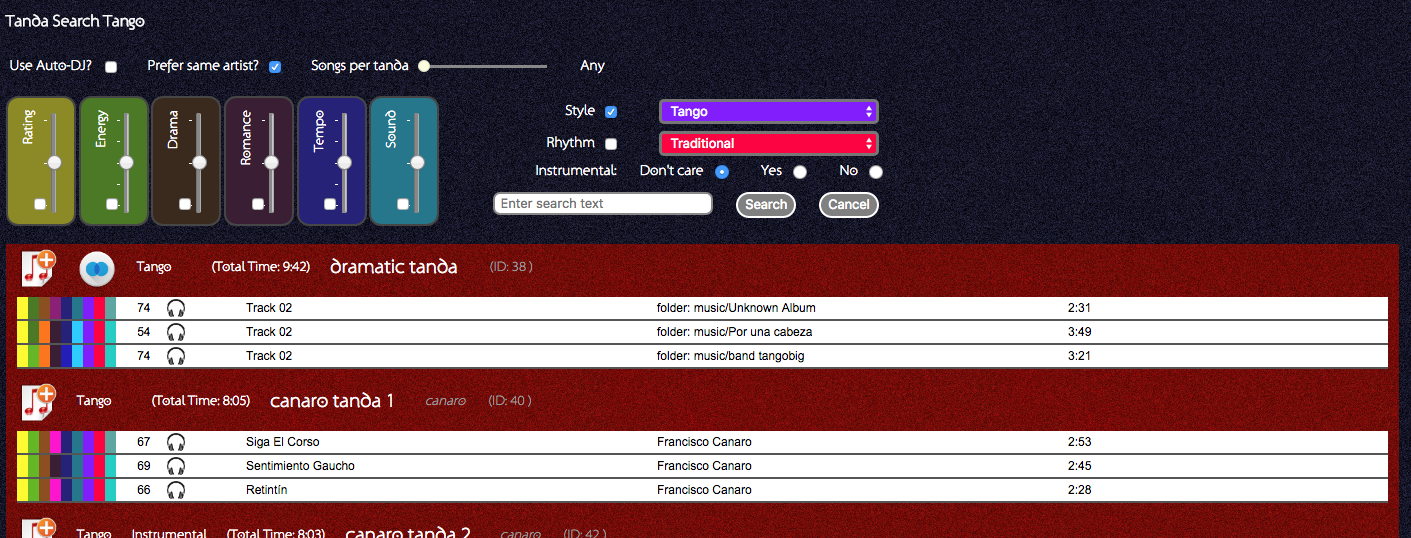 Tanda Search Tango
Use Auto-DJ? Prefer same artist? Songs per tanda Any
Rating Energy Drama Romance Tempo Sound
Style Tango
Rhythm Traditional
Instrumental: Don't care Yes No
Enter search text Search Cancel
Tango (Total Time: 9:42) dramatic tanda (ID: 38 )
74 Track 02 folder: music/Unknown Album 2:31
54 Track 02 folder: music/Por una cabeza 3:49
74 Track 02 folder: music/band tangobig 3:21
Tango (Total Time: 8:05) canaro tanda 1 canaro (ID: 40 )
67 Siga El Corso Francisco Canaro 2:53
69 Sentimiento Gaucho Francisco Canaro 2:45
66 Retintín Francisco Canaro 2:28
Tango Instrumental (Total Time: 8:03) canaro tanda 2 canaro (ID: 42 )